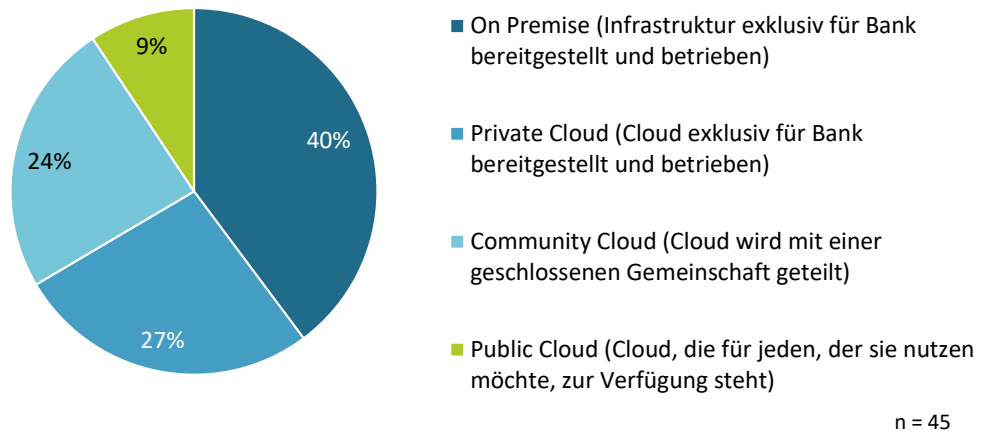 9%
40%
24%
27%
On Premise (Infrastruktur exklusiv für Bank
bereitgestellt und betrieben)
Private Cloud (Cloud exklusiv für Bank
bereitgestellt und betrieben)
Community Cloud (Cloud wird mit einer
geschlossenen Gemeinschaft geteilt)
Public Cloud (Cloud, die für jeden, der sie nutzen
möchte, zur Verfügung steht)
n = 45